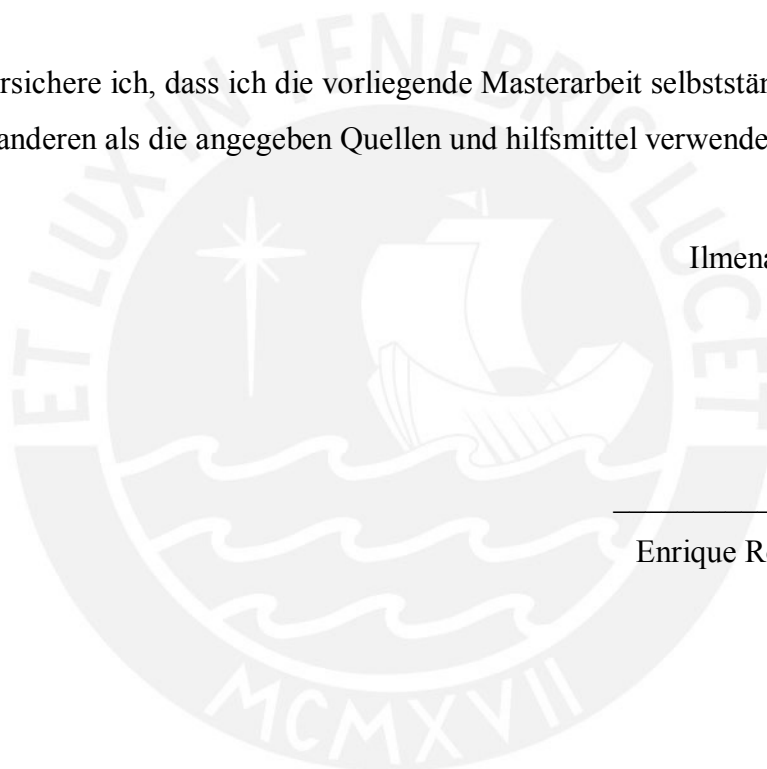 rsichere ich, dass ich die vorliegende Masterarbeit selbststän
anderen als die angegeben Quellen und hilfsmittel verwende
Ilmena
Enrique R
ET LUX IN TENEBRIS LUCET
MCMXVII